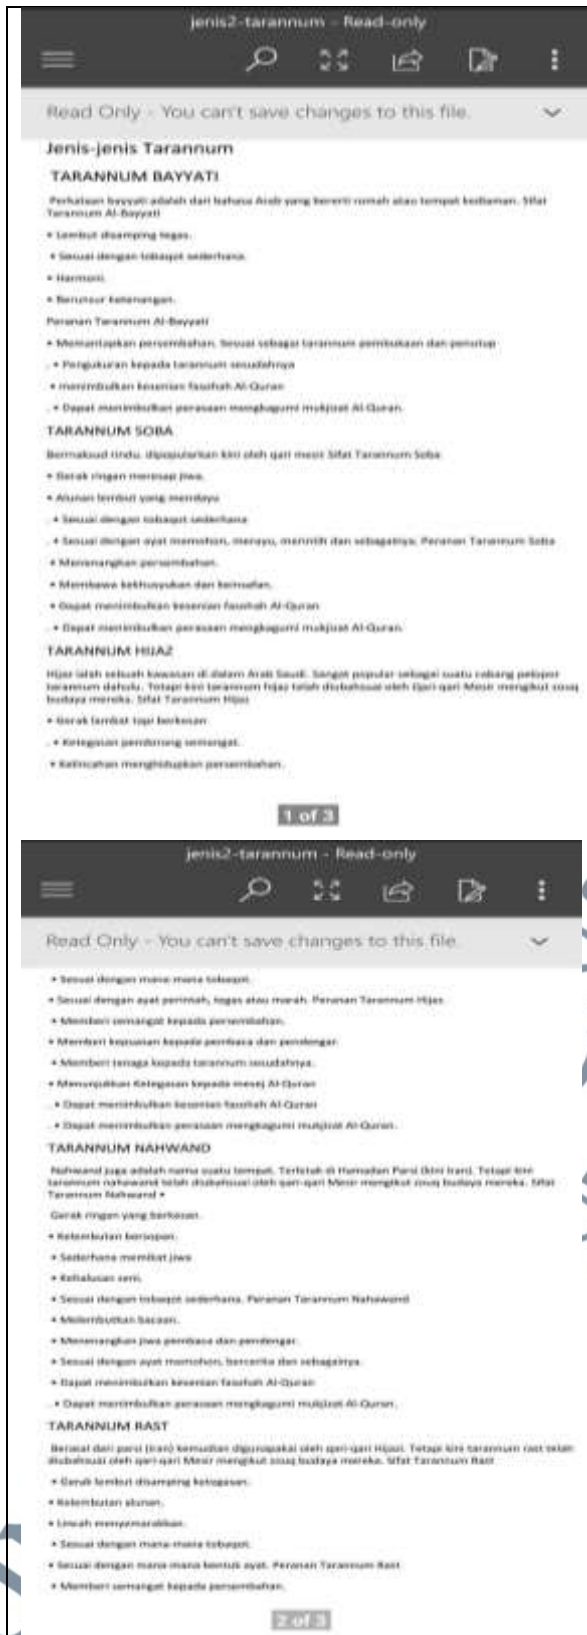 jenis2-tarannum - Read-only
Read Only - You can't save changes to this file.
Jenis-jenis Tarannum
TARANNUM BAYYATI
Perkataan bayyati adalah dari bahasa Arab yang bererti rumah atau tempat kediaman. Sifat
Tarannum Al-Bayyati
• Lembut disamping tegas.
• Sesuai dengan tobaqot sederhana.
• Harmoni.
• Berunsur ketenangan.
Peranan Tarannum Al-Bayyati
• Memantapkan persembahan. Sesuai sebagai tarannum pembukaan dan penutup
. • Pengukuran kepada tarannum sesudahnya
• menimbulkan kesenian fasohah Al-Quran
. • Dapat menimbulkan perasaan mengkagumi mukjizat Al-Quran.
TARANNUM SOBA
Bermaksud rindu, dipopularkan kini oleh qari mesir Sifat Tarannum Soba
• Gerak ringan meresap jiwa.
• Alunan lembut yang mendayu
. • Sesuai dengan tobaqot sederhana
. • Sesuai dengan ayat memohon, merayu, merintih dan sebagainya. Peranan Tarannum Soba
• Menenangkan persembahan.
• Membawa kekhusyukan dan keinsafan.
• Dapat menimbulkan kesenian fasohah Al-Quran
. • Dapat menimbulkan perasaan mengkagumi mukjizat Al-Quran.
TARANNUM HIJAZ
Hijaz ialah sebuah kawasan di dalam Arab Saudi. Sangat popular sebagai suatu cabang pelopor
tarannum dahulu. Tetapi kini tarannum hijaz telah diubahsuai oleh Qari-qari Mesir mengikut souq
budaya mereka. Sifat Tarannum Hijaz
• Gerak lambat tapi berkesan
. • Ketegasan pendorong semangat.
• Kelincahan menghidupkan persembahan.
1 of 3
jenis2-tarannum - Read-only
Read Only - You can't save changes to this file.
• Sesuai dengan mana-mana tobaqot.
• Sesuai dengan ayat perintah, tegas atau marah. Peranan Tarannum Hijaz
• Memberi semangat kepada persembahan.
• Memberi kepuasan kepada pembaca dan pendengar.
• Memberi tenaga kepada tarannum sesudahnya.
• Menunjukkan Ketegasan kepada mesej Al-Quran
. • Dapat menimbulkan kesenian fasohah Al-Quran
. • Dapat menimbulkan perasaan mengkagumi mukjizat Al-Quran.
TARANNUM NAHWAND
Nahwand juga adalah nama suatu tempat. Terletak di Hamadan Parsi (kini Iran). Tetapi kini
tarannum nahawand telah diubahsuai oleh qari-qari Mesir mengikut souq budaya mereka. Sifat
Tarannum Nahwand •
Gerak ringan yang berkesan.
• Kelembutan bersopan.
• Sederhana memikat jiwa
• Kehalusan seni.
• Sesuai dengan tobaqot sederhana. Peranan Tarannum Nahawand
• Melembutkan bacaan.
• Menenangkan jiwa pembaca dan pendengar.
• Sesuai dengan ayat memohon, bercerita dan sebagainya.
• Dapat menimbulkan kesenian fasohah Al-Quran
. • Dapat menimbulkan perasaan mengkagumi mukjizat Al-Quran.
TARANNUM RAST
Berasal dari parsi (Iran) kemudian digunapakai oleh qari-qari Hijazi. Tetapi kini tarannum rast telah
diubahsuai oleh qari-qari Mesir mengikut souq budaya mereka. Sifat Tarannum Rast
• Gerak lembut disamping ketegasan.
• Kelembutan alunan.
• Lincah menyemarakkan.
• Sesuai dengan mana-mana tobaqot.
• Sesuai dengan mana mana bentuk ayat. Peranan Tarannum Rast
• Memberi semangat kepada persembahan.
2 of 3